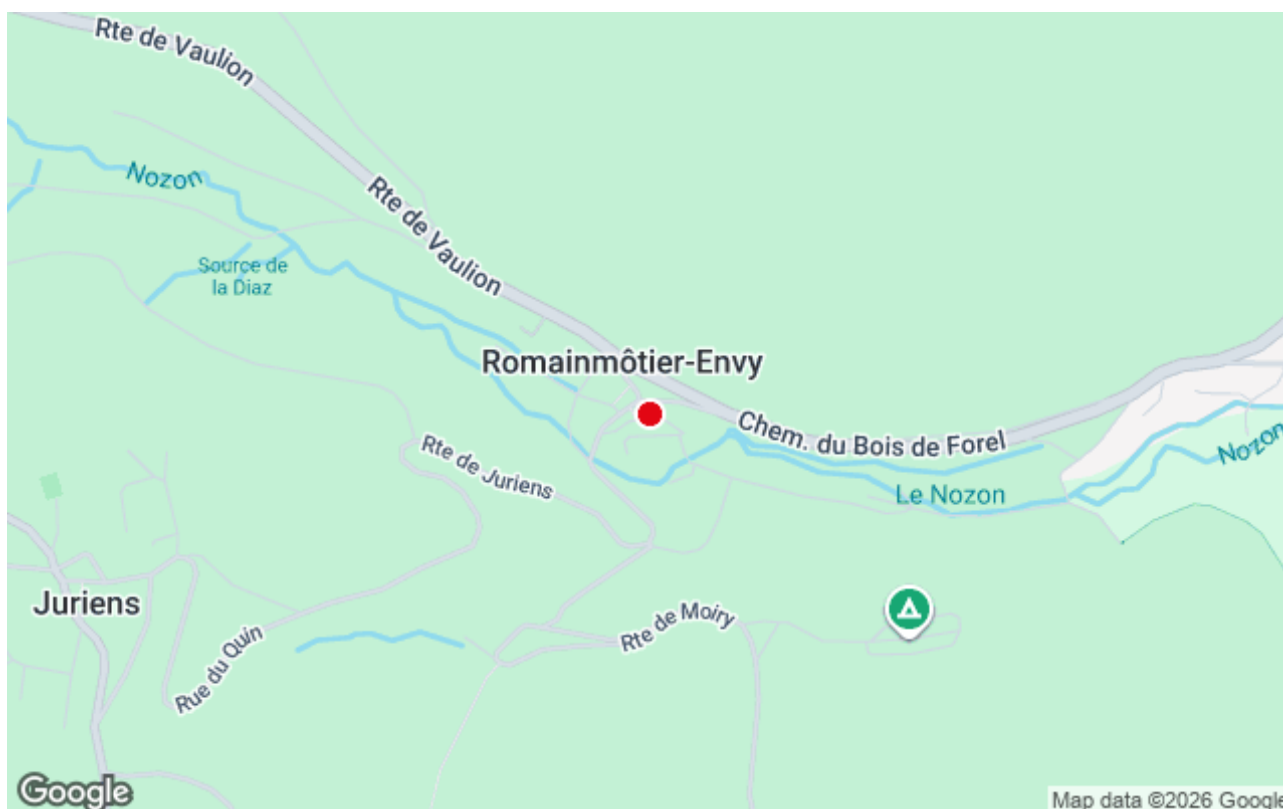 Rte de Vaulion
Nozon
Rte de Vaulion
Source de
la Diaz
Romainmôtier-Envy
Chem. du Bois de Forel
Nozon
Rte de Juriens
Le Nozon
Juriens
Rte de Moiry
Rue du Quin
Google
Map data ©2026 Google